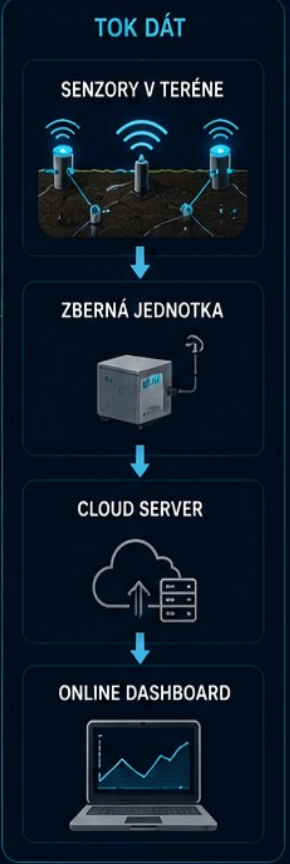 TOK DÁT
SENZORY V TERÉNE
ZBERNÁ JEDNOTKA
CLOUD SERVER
ONLINE DASHBOARD